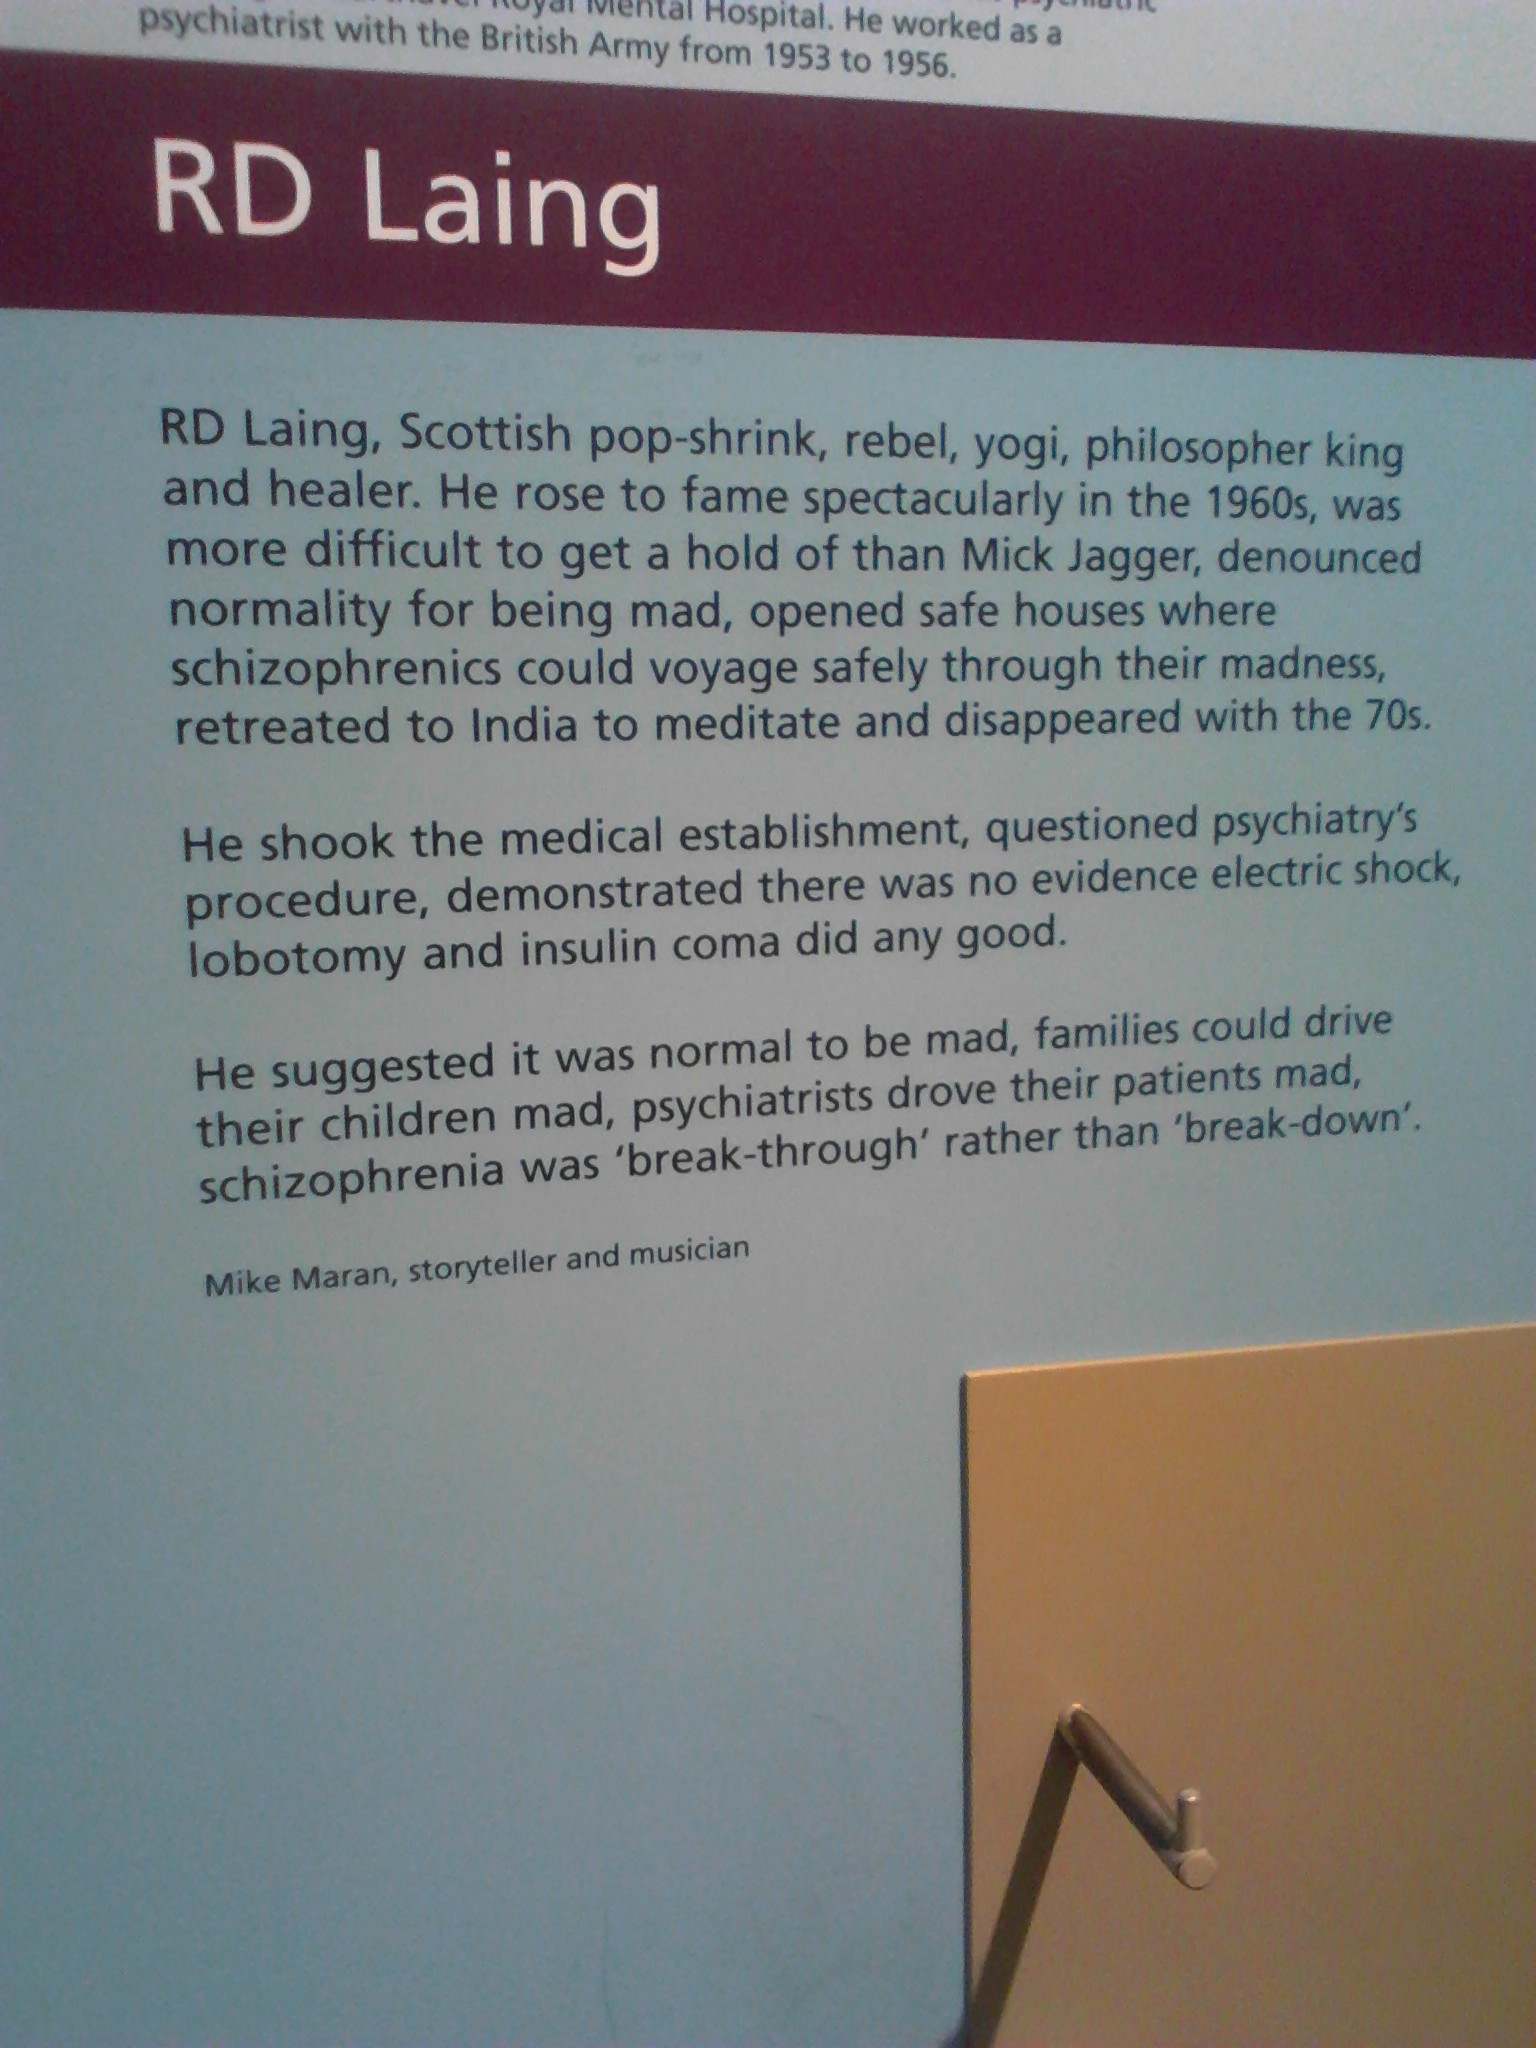 Royal Mental Hospital. He worked as a
psychiatrist with the British Army from 1953 to 1956.
RD Laing
RD Laing, Scottish pop-shrink, rebel, yogi, philosopher king
and healer. He rose to fame spectacularly in the 1960s, was
more difficult to get a hold of than Mick Jagger, denounced
normality for being mad, opened safe houses where
schizophrenics could voyage safely through their madness,
retreated to India to meditate and disappeared with the 70s.
He shook the medical establishment, questioned psychiatry's
procedure, demonstrated there was no evidence electric shock,
lobotomy and insulin coma did any good.
He suggested it was normal to be mad, families could drive
their children mad, psychiatrists drove their patients mad,
schizophrenia was ‘break-through’ rather than ‘break-down’.
Mike Maran, storyteller and musician